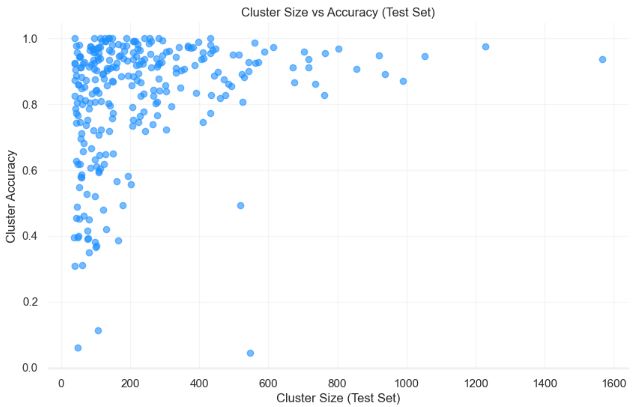 Cluster Size vs Accuracy (Test Set)
1.0
0.8
0.6
0.4
0.2
0.0
Cluster Accuracy
0 200 400 600 800 1000 1200 1400 1600
Cluster Size (Test Set)